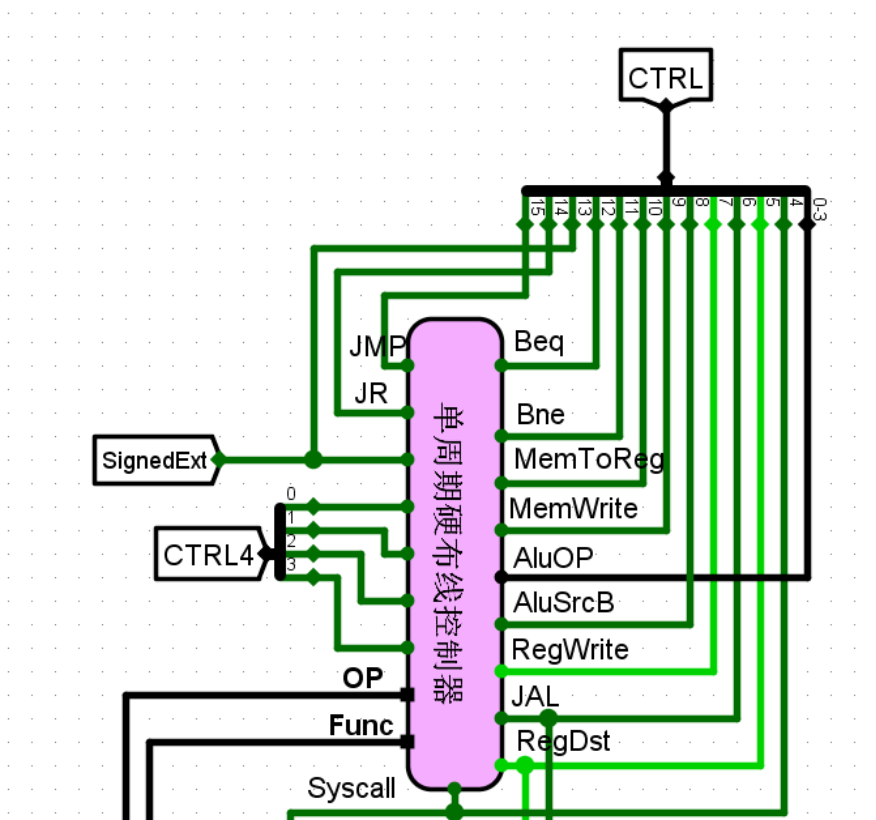 CTRL
15 14 13 12 11 10 9 8 7 6 5 4 0-3
JMP
Beq
JR
Bne
SignedExt
MemToReg
0
1
2
3
CTRL4
MemWrite
AluOP
AluSrcB
RegWrite
单周期硬布线控制器
OP
JAL
Func
RegDst
Syscall